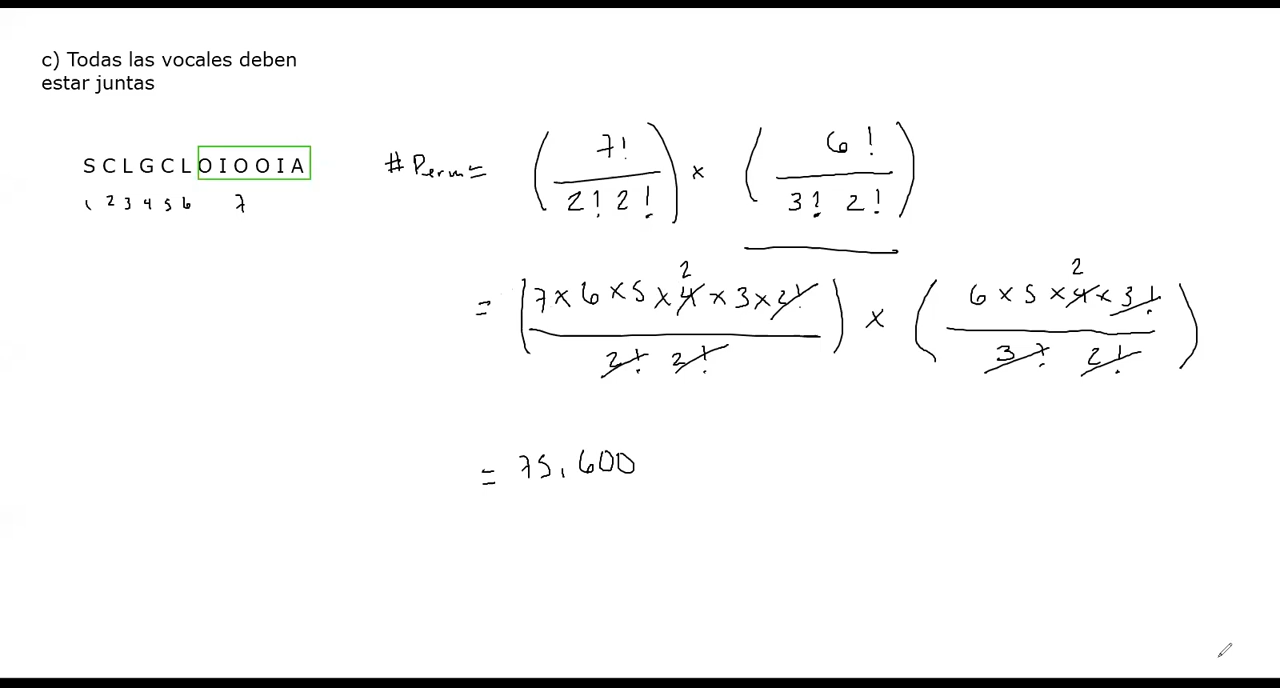 c) Todas las vocales deben
estar juntas
S C L G C L O I O O I A
1 2 3 4 5 6 7
# Perm = (7! / 2! 2!) x (6! / 3! 2!)
= (7 x 6 x 5 x 4 x 3 x 2! / 2! 2!) x (6 x 5 x 4 x 3! / 3! 2!)
2 2
= 75,600